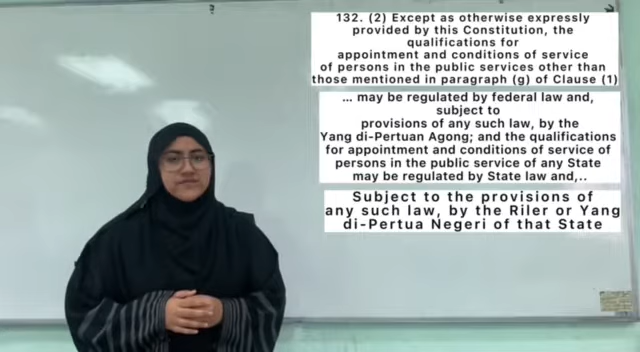 132. (2) Except as otherwise expressly
provided by this Constitution, the
qualifications for
appointment and conditions of service
of persons in the public services other than
those mentioned in paragraph (g) of Clause (1)
... may be regulated by federal law and,
subject to
provisions of any such law, by the
Yang di-Pertuan Agong; and the qualifications
for appointment and conditions of service of
persons in the public service of any State
may be regulated by State law and,..
Subject to the provisions of
any such law, by the Riler or Yang
di-Pertua Negeri of that State